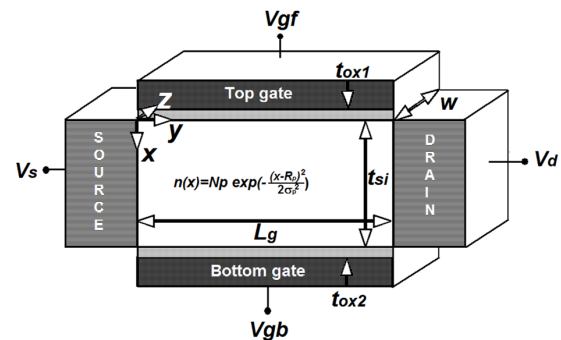 Vgf
tox1
Top gate
z
w
y
x
SOURCE
DRAIN
Vs
Vd
tsi
n(x)=Np exp(-(x-Rp)²/2σp²)
Lg
Bottom gate
tox2
Vgb